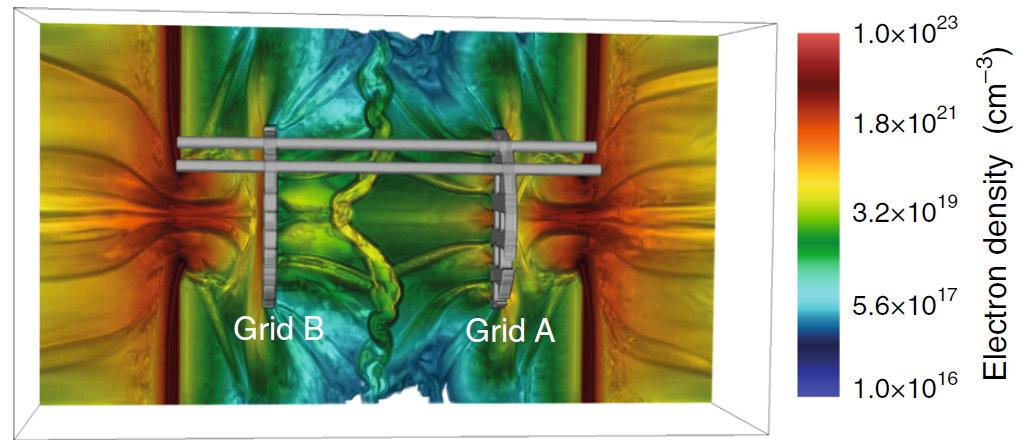 Grid B
Grid A
1.0×10²³
1.8×10²¹
3.2×10¹⁹
5.6×10¹⁷
1.0×10¹⁶
Electron density (cm⁻³)